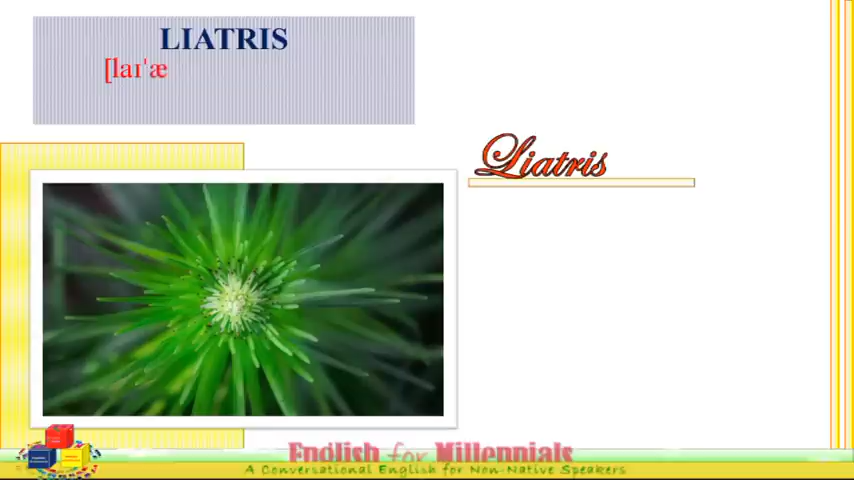 LIATRIS
[laɪˈæ
Liatris
English for Millennials
A Conversational English for Non-Native Speakers